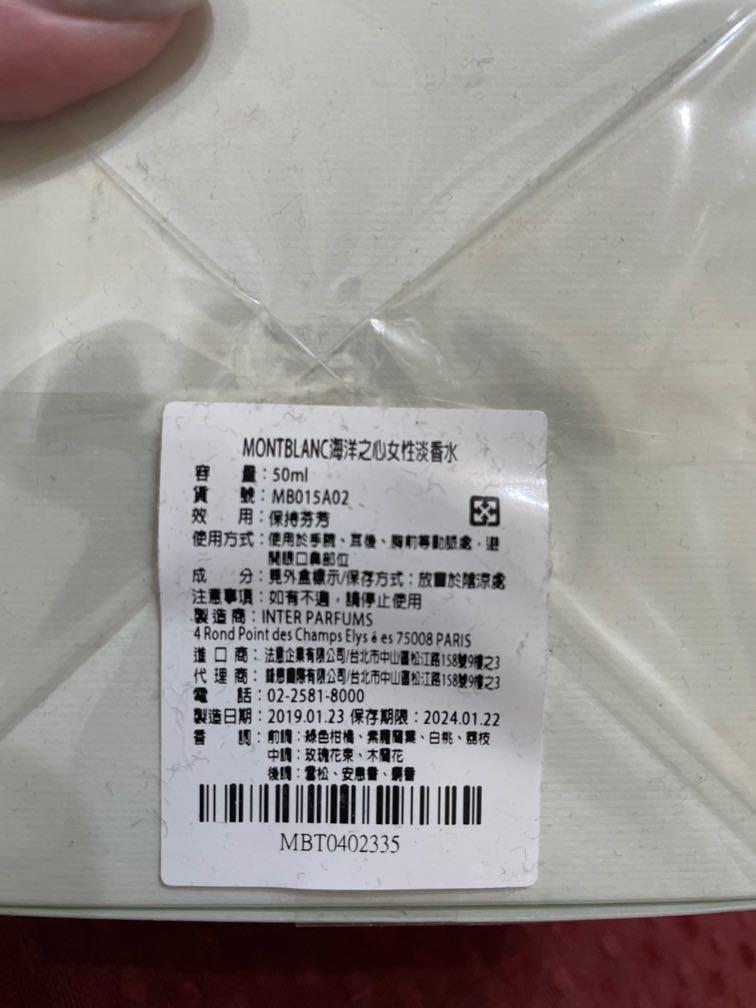 MONTBLANC海洋之心女性淡香水
容量：50ml
貨號：MB015A02
效用：保持芬芳
使用方式：使用於手腕、耳後、胸前等動脈處，避
開眼口鼻部位
成分：見外盒標示/保存方式：放置於陰涼處
注意事項：如有不適，請停止使用
製造商：INTER PARFUMS
4 Rond Point des Champs Elys é es 75008 PARIS
進口商：法意企業有限公司/台北市中山區松江路158號9樓之3
代理商：鋒恩國際有限公司/台北市中山區松江路158號9樓之3
電話：02-2581-8000
製造日期：2019.01.23 保存期限：2024.01.22
香調：前調：綠色柑橘、紫羅蘭葉、白桃、荔枝
中調：玫瑰花束、木蘭花
後調：雪松、安息香、麝香
MBT0402335